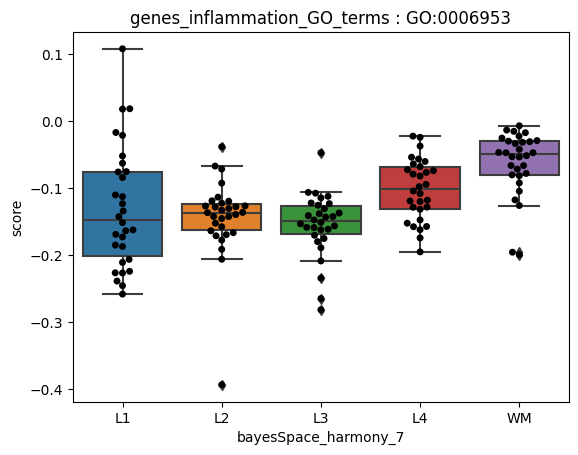 genes_inflammation_GO_terms : GO:0006953
0.1
0.0
−0.1
−0.2
−0.3
−0.4
score
L1 L2 L3 L4 WM
bayesSpace_harmony_7